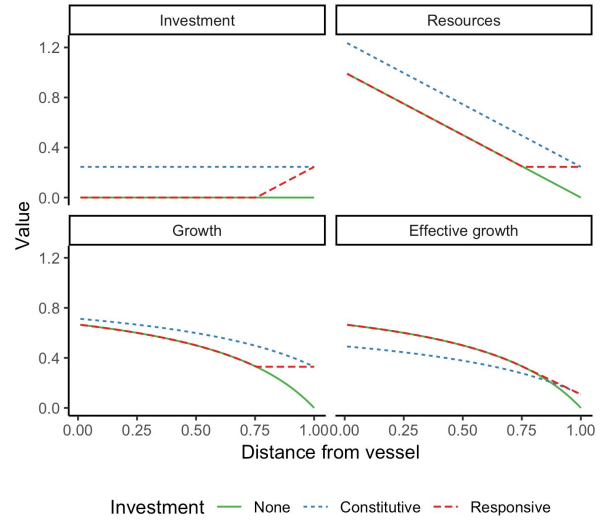 Investment Resources
1.2
0.8
0.4
0.0
Value
Growth Effective growth
1.2
0.8
0.4
0.0
0.00 0.25 0.50 0.75 1.00 0.00 0.25 0.50 0.75 1.00
Distance from vessel
Investment None Constitutive Responsive